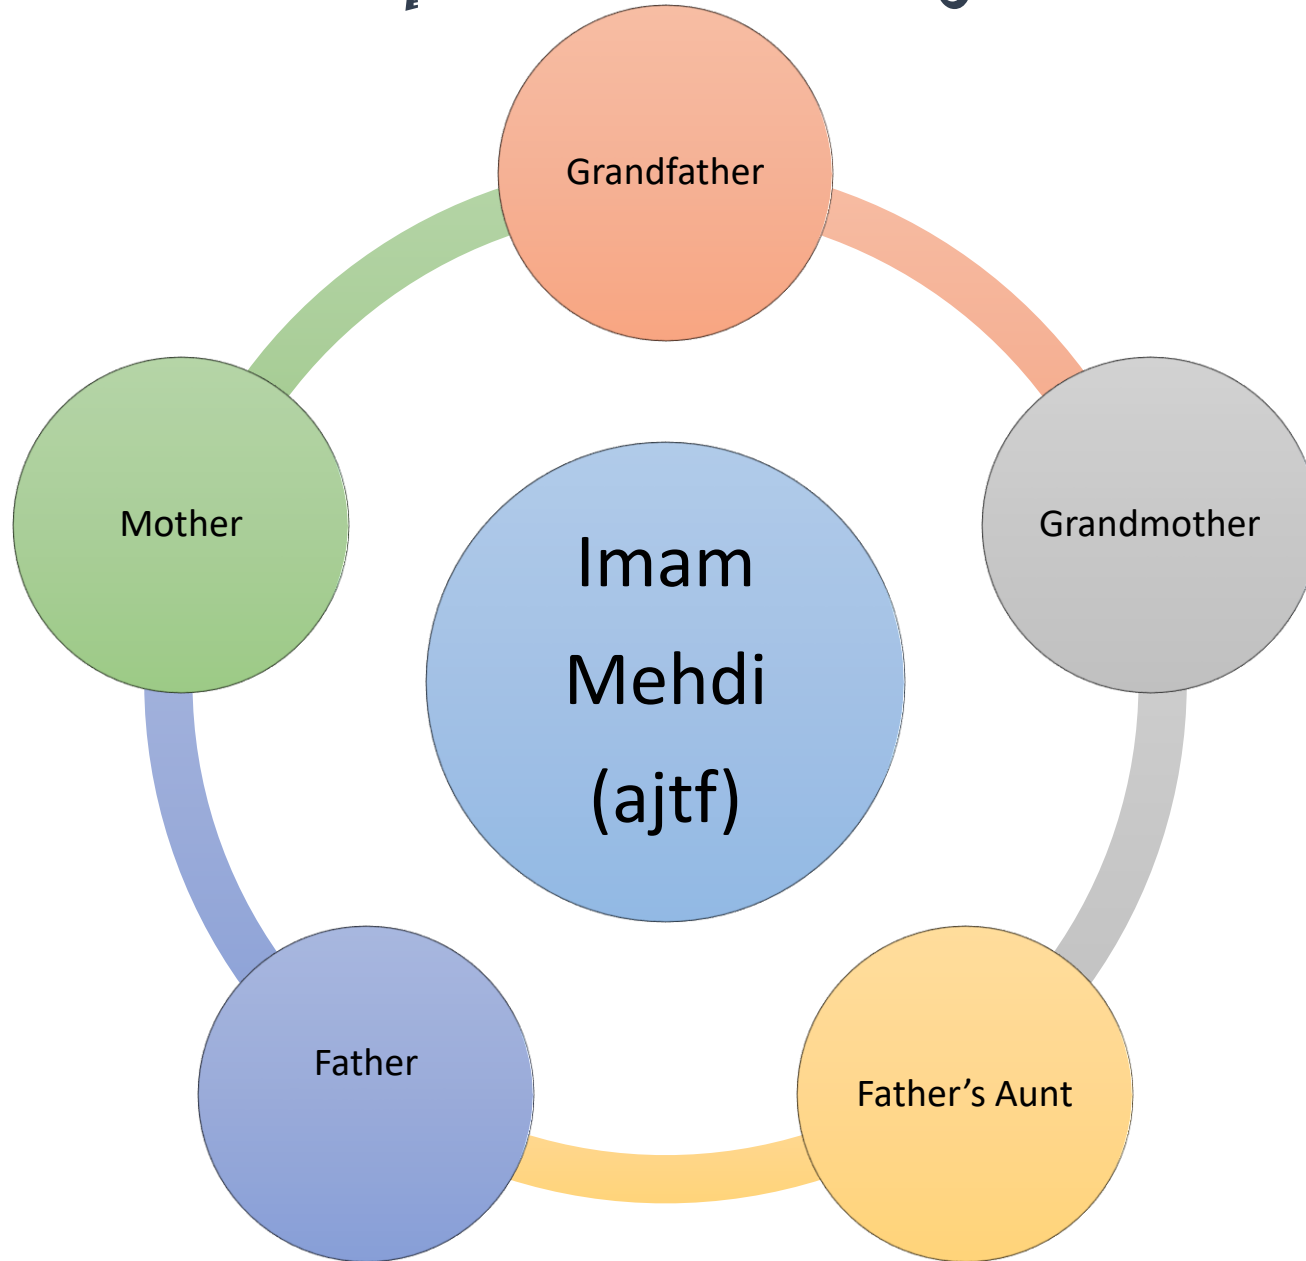 Grandfather
Mother
Grandmother
Imam
Mehdi
(ajtf)
Father
Father’s Aunt